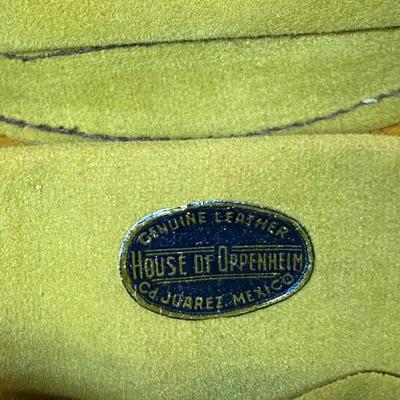 GENUINE LEATHER
HOUSE OF OPPENHEIM
Cd. JUAREZ, MEXICO